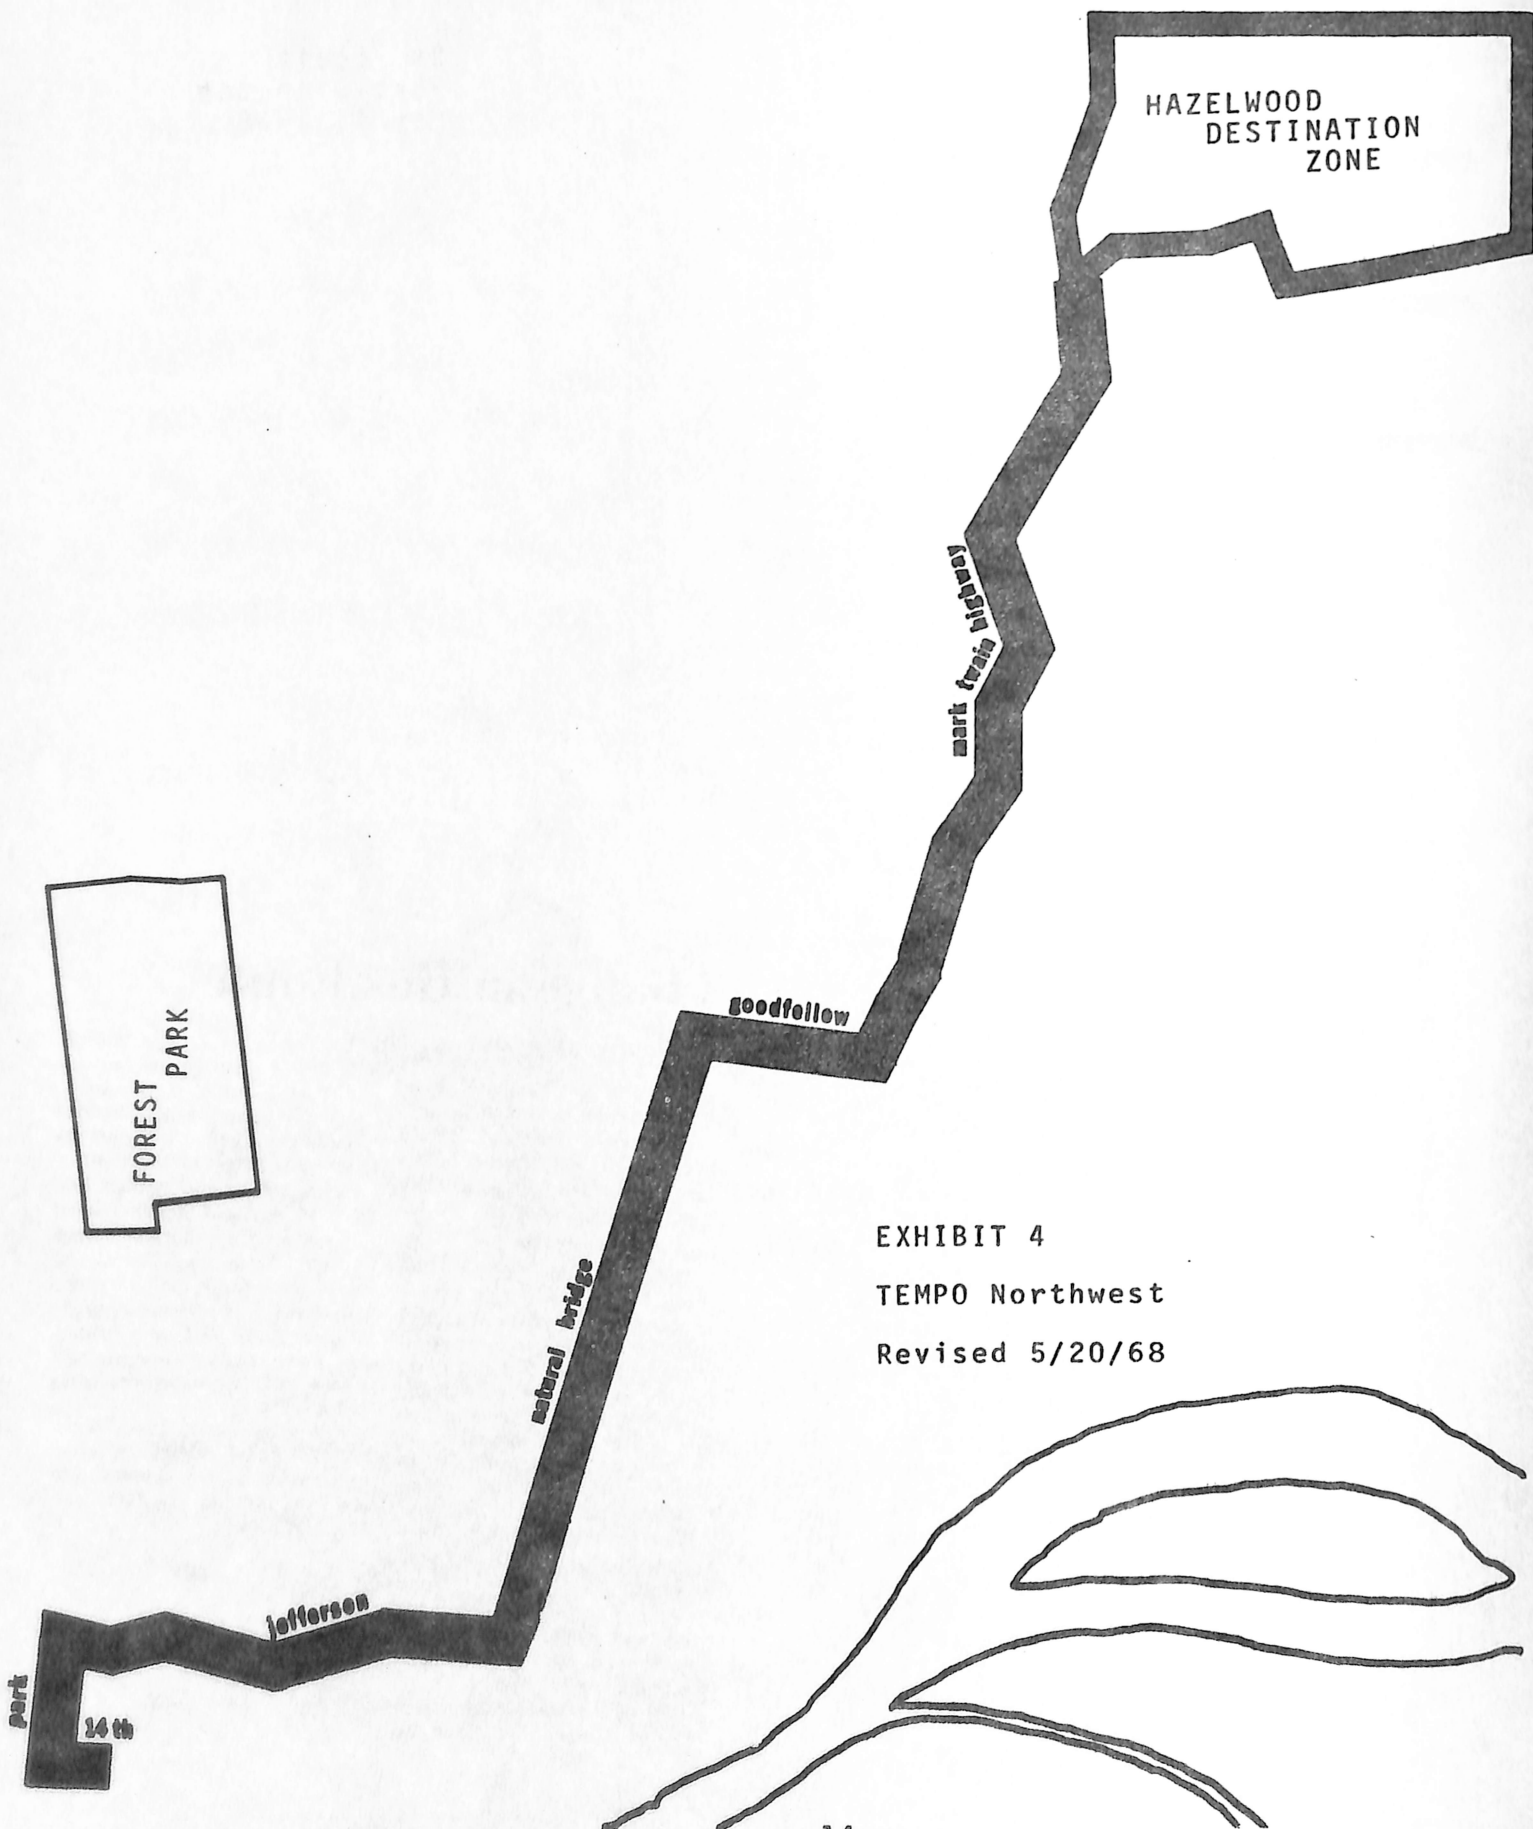 HAZELWOOD
DESTINATION
ZONE
mark twain highway
goodfellow
FOREST
PARK
natural bridge
EXHIBIT 4
TEMPO Northwest
Revised 5/20/68
jefferson
park
14th